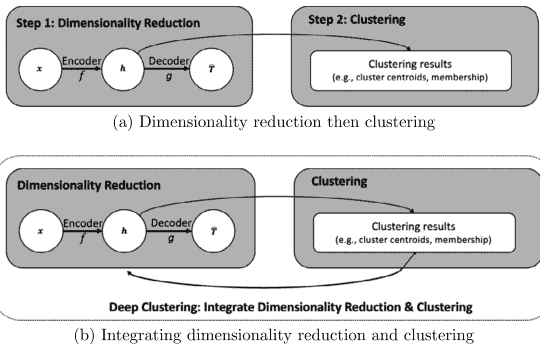 Step 1: Dimensionality Reduction
Step 2: Clustering
x
Encoder
f
h
Decoder
g
T̄
Clustering results
(e.g., cluster centroids, membership)
(a) Dimensionality reduction then clustering
Dimensionality Reduction
Clustering
x
Encoder
f
h
Decoder
g
T̄
Clustering results
(e.g., cluster centroids, membership)
Deep Clustering: Integrate Dimensionality Reduction & Clustering
(b) Integrating dimensionality reduction and clustering